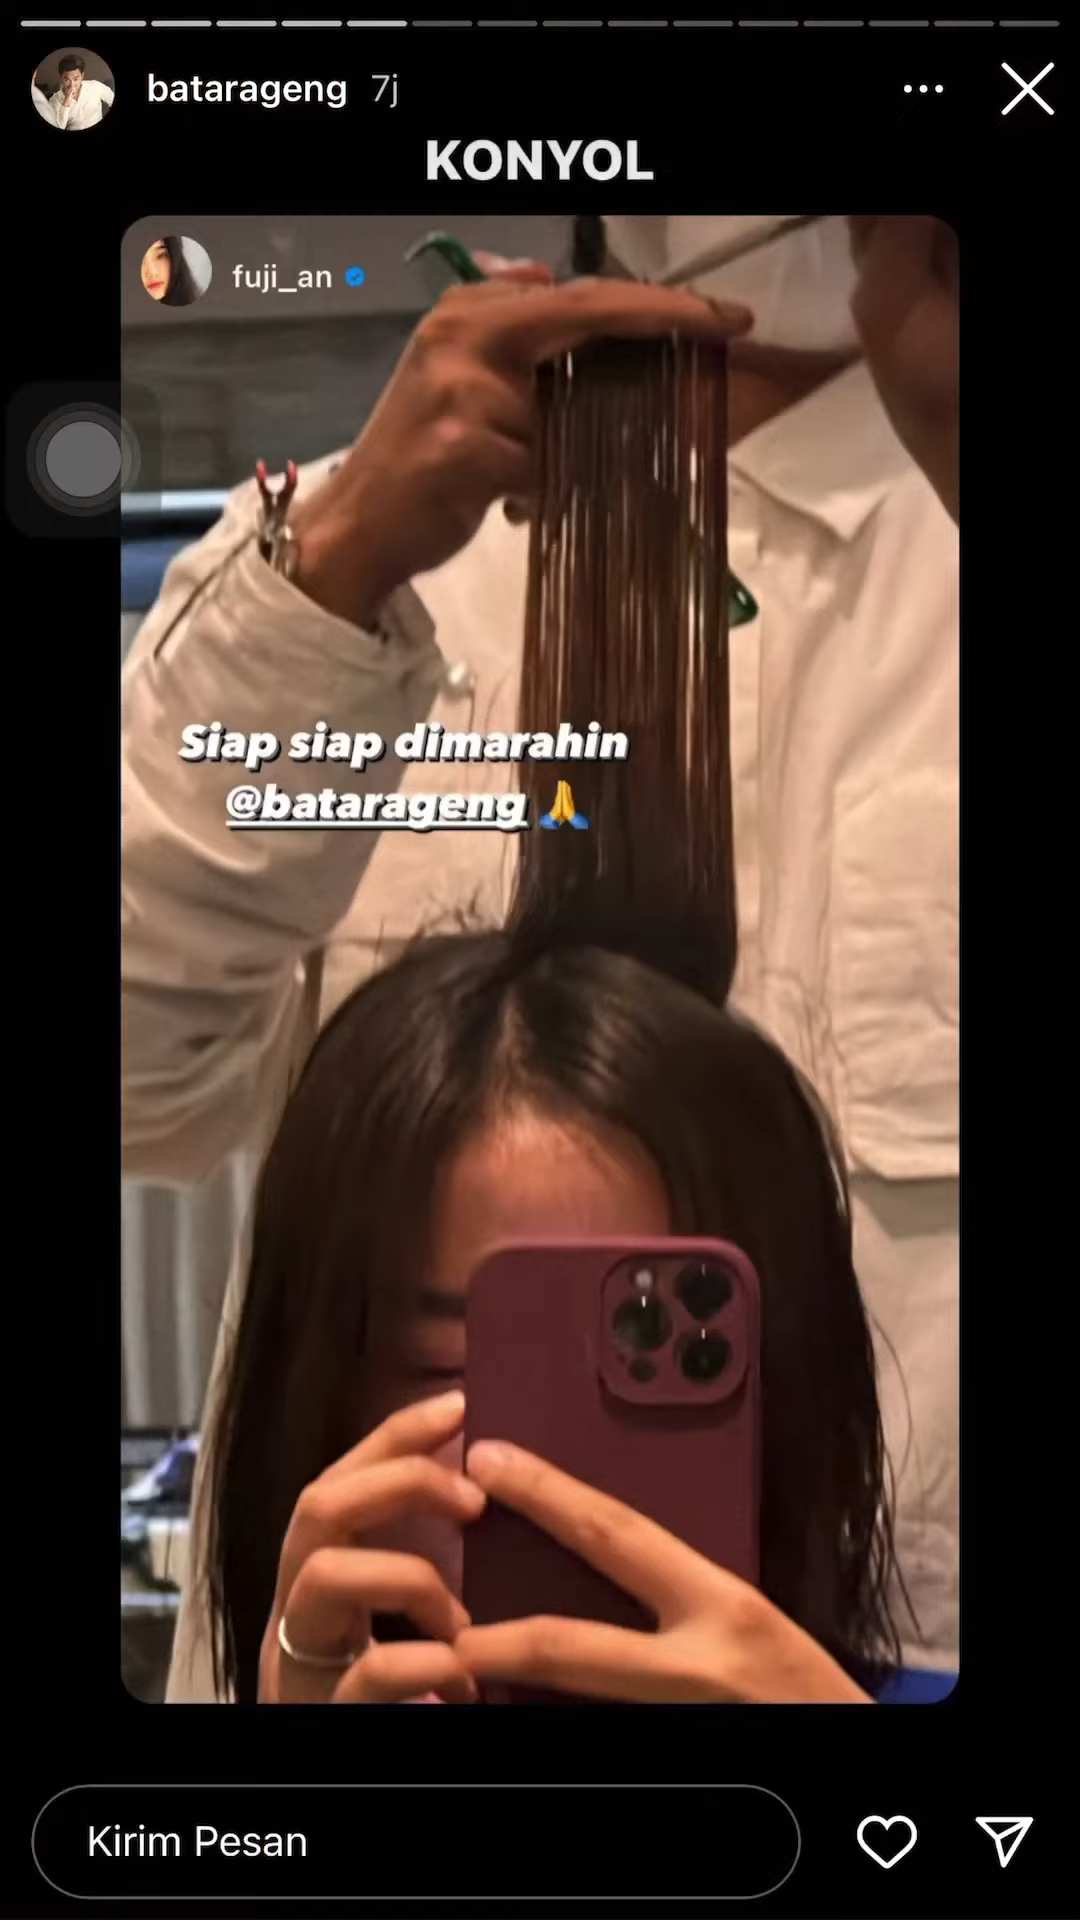 batarageng 7j
KONYOL
fuji_an
Siap siap dimarahin
@batarageng 🙏
Kirim Pesan